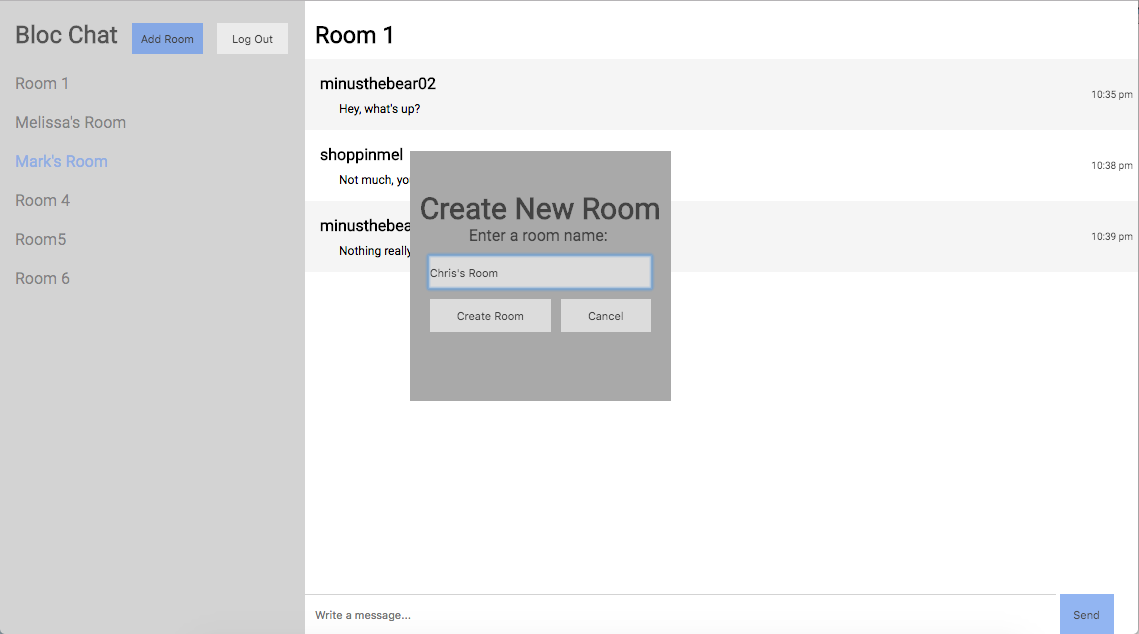 Bloc Chat
Add Room
Log Out
Room 1
Melissa's Room
Mark's Room
Room 4
Room5
Room 6
Room 1
minusthebear02
10:35 pm
Hey, what's up?
shoppinmel
10:38 pm
Not much, yo
minusthebea
10:39 pm
Nothing really
Create New Room
Enter a room name:
Chris's Room
Create Room
Cancel
Write a message...
Send